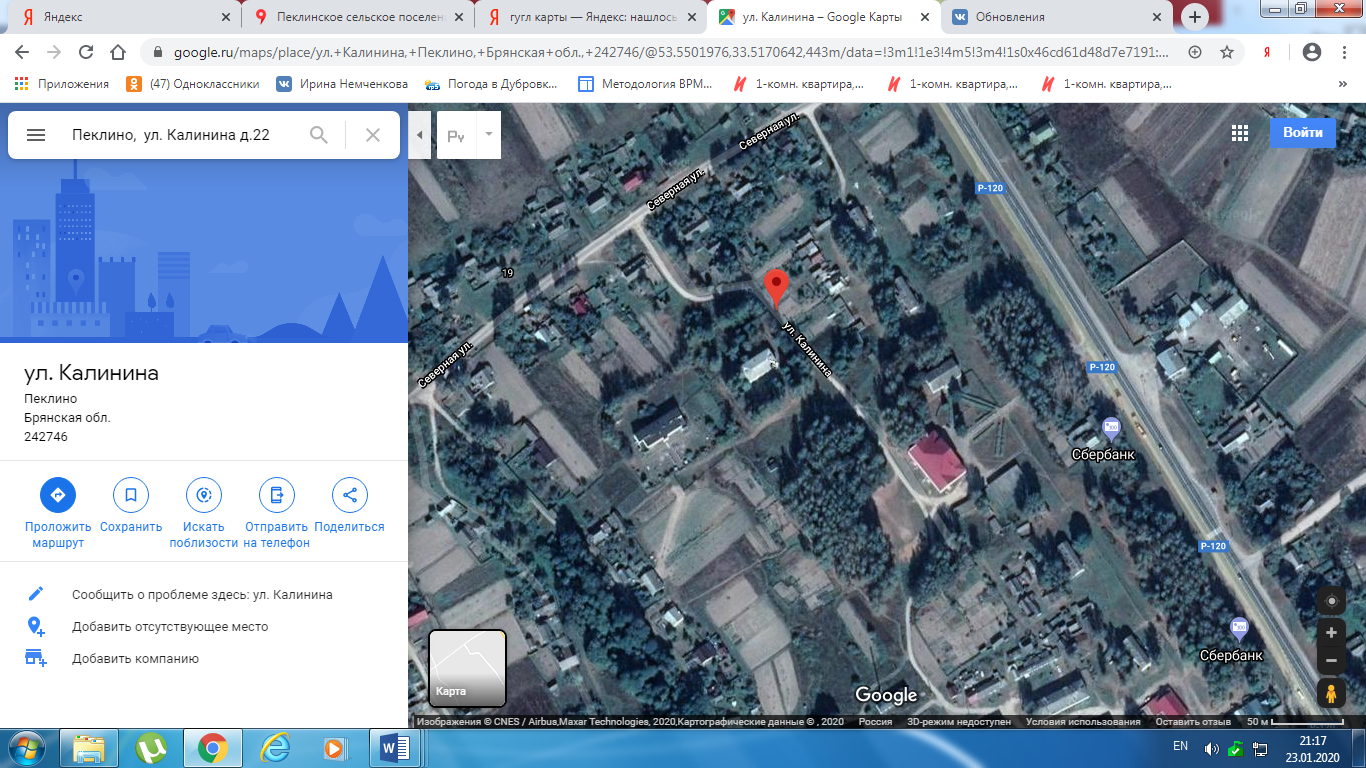 Яндекс
Пеклинское сельское поселен
гугл карты — Яндекс: нашлось
ул. Калинина – Google Карты
Обновления
google.ru/maps/place/ул.+Калинина,+Пеклино,+Брянская+обл.,+242746/@53.5501976,33.5170642,443m/data=!3m1!1e3!4m5!3m4!1s0x46cd61d48d7e7191:...
Приложения
(47) Одноклассники
Ирина Немченкова
Погода в Дубровк...
Методология ВРМ...
1-комн. квартира,...
1-комн. квартира,...
1-комн. квартира,...
Пеклино, ул. Калинина д.22
Войти
Северная ул.
Северная ул.
Р-120
19
ул. Калинина
Северная ул.
Р-120
Сбербанк
Р-120
Сбербанк
ул. Калинина
Пеклино
Брянская обл.
242746
Проложить маршрут
Сохранить
Искать поблизости
Отправить на телефон
Поделиться
Сообщить о проблеме здесь: ул. Калинина
Добавить отсутствующее место
Добавить компанию
Карта
Google
Изображения © CNES / Airbus,Maxar Technologies, 2020,Картографические данные © , 2020
Россия
3D-режим недоступен
Условия использования
Оставить отзыв
50 м
EN
21:17
23.01.2020